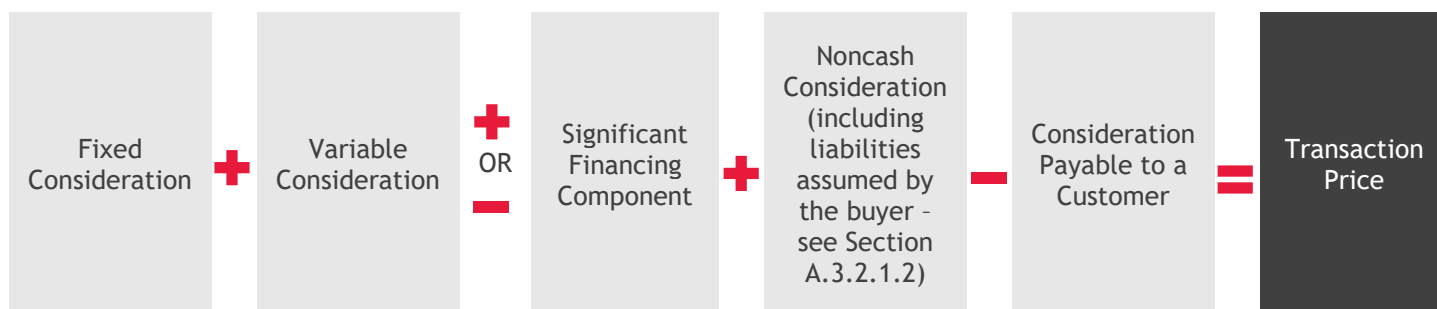 Fixed
Consideration
+
Variable
Consideration
+
OR
−
Significant
Financing
Component
+
Noncash
Consideration
(including
liabilities
assumed by
the buyer –
see Section
A.3.2.1.2)
−
Consideration
Payable to a
Customer
=
Transaction
Price